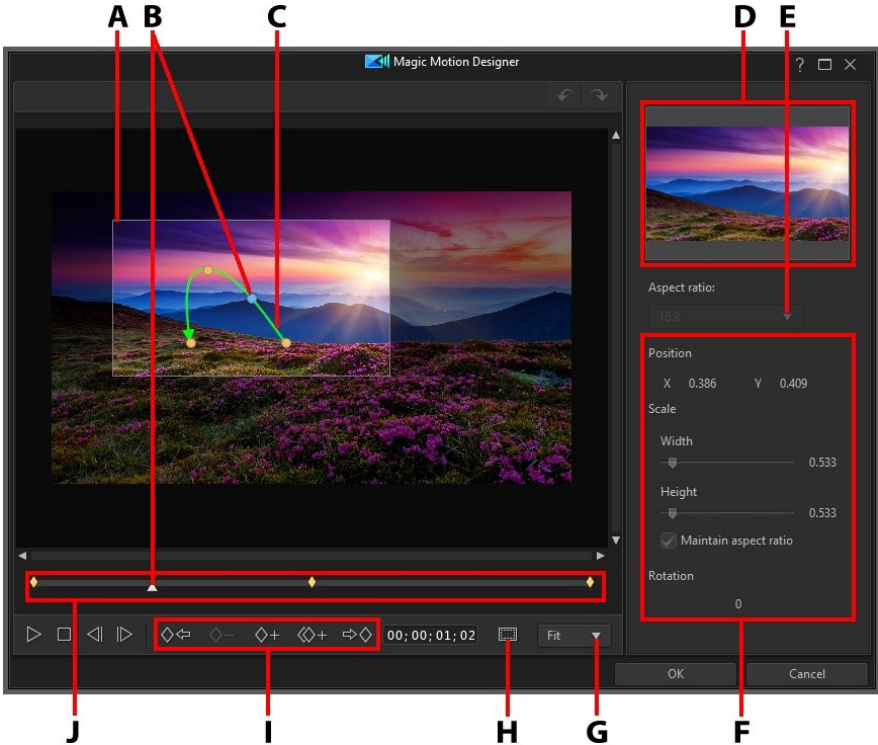 A B C D E
Magic Motion Designer
?
Aspect ratio:
16:9
Position
X 0.386 Y 0.409
Scale
Width
0.533
Height
0.533
Maintain aspect ratio
Rotation
0
00; 00; 01; 02
Fit
OK Cancel
J I H G F